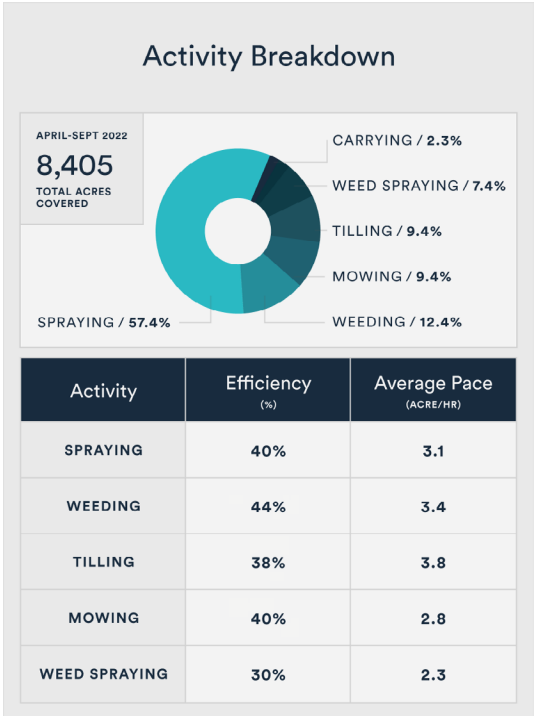 Activity Breakdown
APRIL-SEPT 2022
8,405
TOTAL ACRES
COVERED
CARRYING / 2.3%
WEED SPRAYING / 7.4%
TILLING / 9.4%
MOWING / 9.4%
WEEDING / 12.4%
SPRAYING / 57.4%
Activity Efficiency (%) Average Pace (ACRE/HR)
SPRAYING 40% 3.1
WEEDING 44% 3.4
TILLING 38% 3.8
MOWING 40% 2.8
WEED SPRAYING 30% 2.3